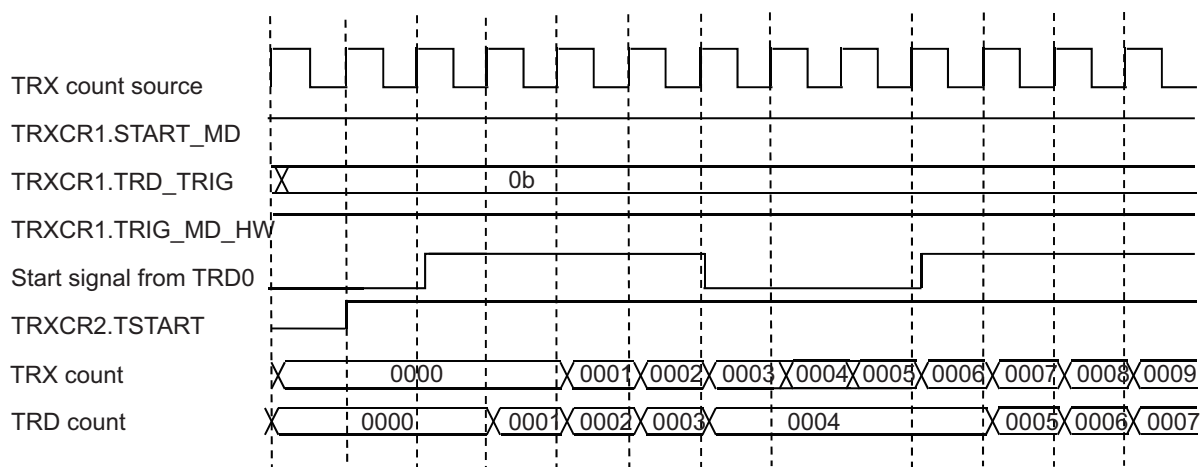 TRX count source
TRXCR1.START_MD
TRXCR1.TRD_TRIG 0b
TRXCR1.TRIG_MD_HW
Start signal from TRD0
TRXCR2.TSTART
TRX count 0000 0001 0002 0003 0004 0005 0006 0007 0008 0009
TRD count 0000 0001 0002 0003 0004 0005 0006 0007